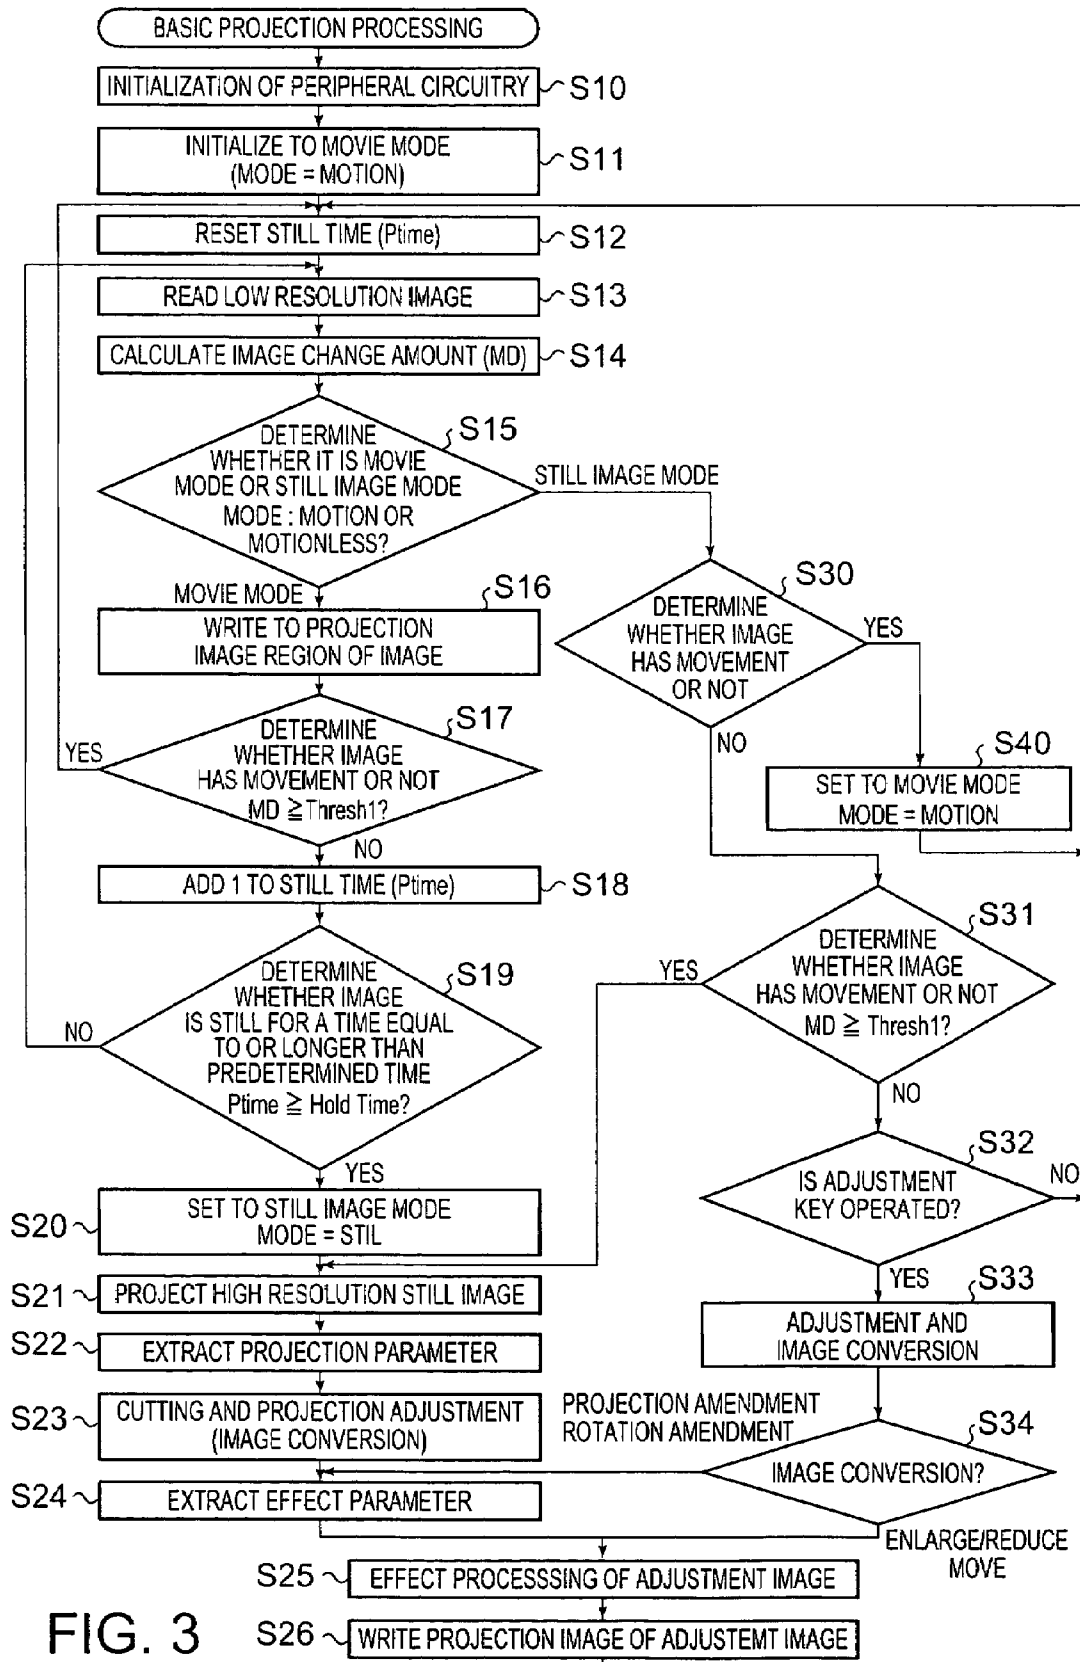 BASIC PROJECTION PROCESSING
INITIALIZATION OF PERIPHERAL CIRCUITRY
S10
INITIALIZE TO MOVIE MODE
(MODE = MOTION)
S11
RESET STILL TIME (Ptime)
S12
READ LOW RESOLUTION IMAGE
S13
CALCULATE IMAGE CHANGE AMOUNT (MD)
S14
S15
DETERMINE
WHETHER IT IS MOVIE
MODE OR STILL IMAGE MODE
MODE : MOTION OR
MOTIONLESS?
STILL IMAGE MODE
MOVIE MODE
S16
WRITE TO PROJECTION
IMAGE REGION OF IMAGE
S30
DETERMINE
WHETHER IMAGE
HAS MOVEMENT
OR NOT
YES
NO
S17
DETERMINE
WHETHER IMAGE
HAS MOVEMENT OR NOT
MD ≧ Thresh1?
YES
NO
S40
SET TO MOVIE MODE
MODE = MOTION
ADD 1 TO STILL TIME (Ptime)
S18
S31
DETERMINE
WHETHER IMAGE
HAS MOVEMENT OR NOT
MD ≧ Thresh1?
YES
NO
S19
DETERMINE
WHETHER IMAGE
IS STILL FOR A TIME EQUAL
TO OR LONGER THAN
PREDETERMINED TIME
Ptime ≧ Hold Time?
NO
YES
S32
IS ADJUSTMENT
KEY OPERATED?
NO
YES
S20
SET TO STILL IMAGE MODE
MODE = STIL
S21
PROJECT HIGH RESOLUTION STILL IMAGE
S33
ADJUSTMENT AND
IMAGE CONVERSION
S22
EXTRACT PROJECTION PARAMETER
S23
CUTTING AND PROJECTION ADJUSTMENT
(IMAGE CONVERSION)
PROJECTION AMENDMENT
ROTATION AMENDMENT
S34
IMAGE CONVERSION?
S24
EXTRACT EFFECT PARAMETER
ENLARGE/REDUCE
MOVE
S25
EFFECT PROCESSSING OF ADJUSTMENT IMAGE
S26
WRITE PROJECTION IMAGE OF ADJUSTEMT IMAGE
FIG. 3